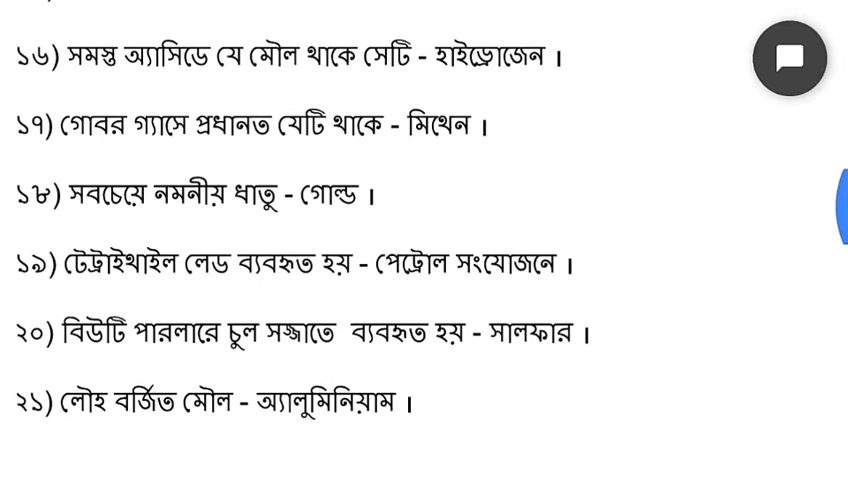 ১৬) সমস্ত অ্যাসিডে যে মৌল থাকে সেটি - হাইড্রোজেন ।
১৭) গোবর গ্যাসে প্রধানত যেটি থাকে - মিথেন ।
১৮) সবচেয়ে নমনীয় ধাতু - গোল্ড ।
১৯) টেট্রাইথাইল লেড ব্যবহৃত হয় - পেট্রোল সংযোজনে ।
২০) বিউটি পারলারে চুল সজ্জাতে ব্যবহৃত হয় - সালফার ।
২১) লৌহ বর্জিত মৌল - অ্যালুমিনিয়াম ।